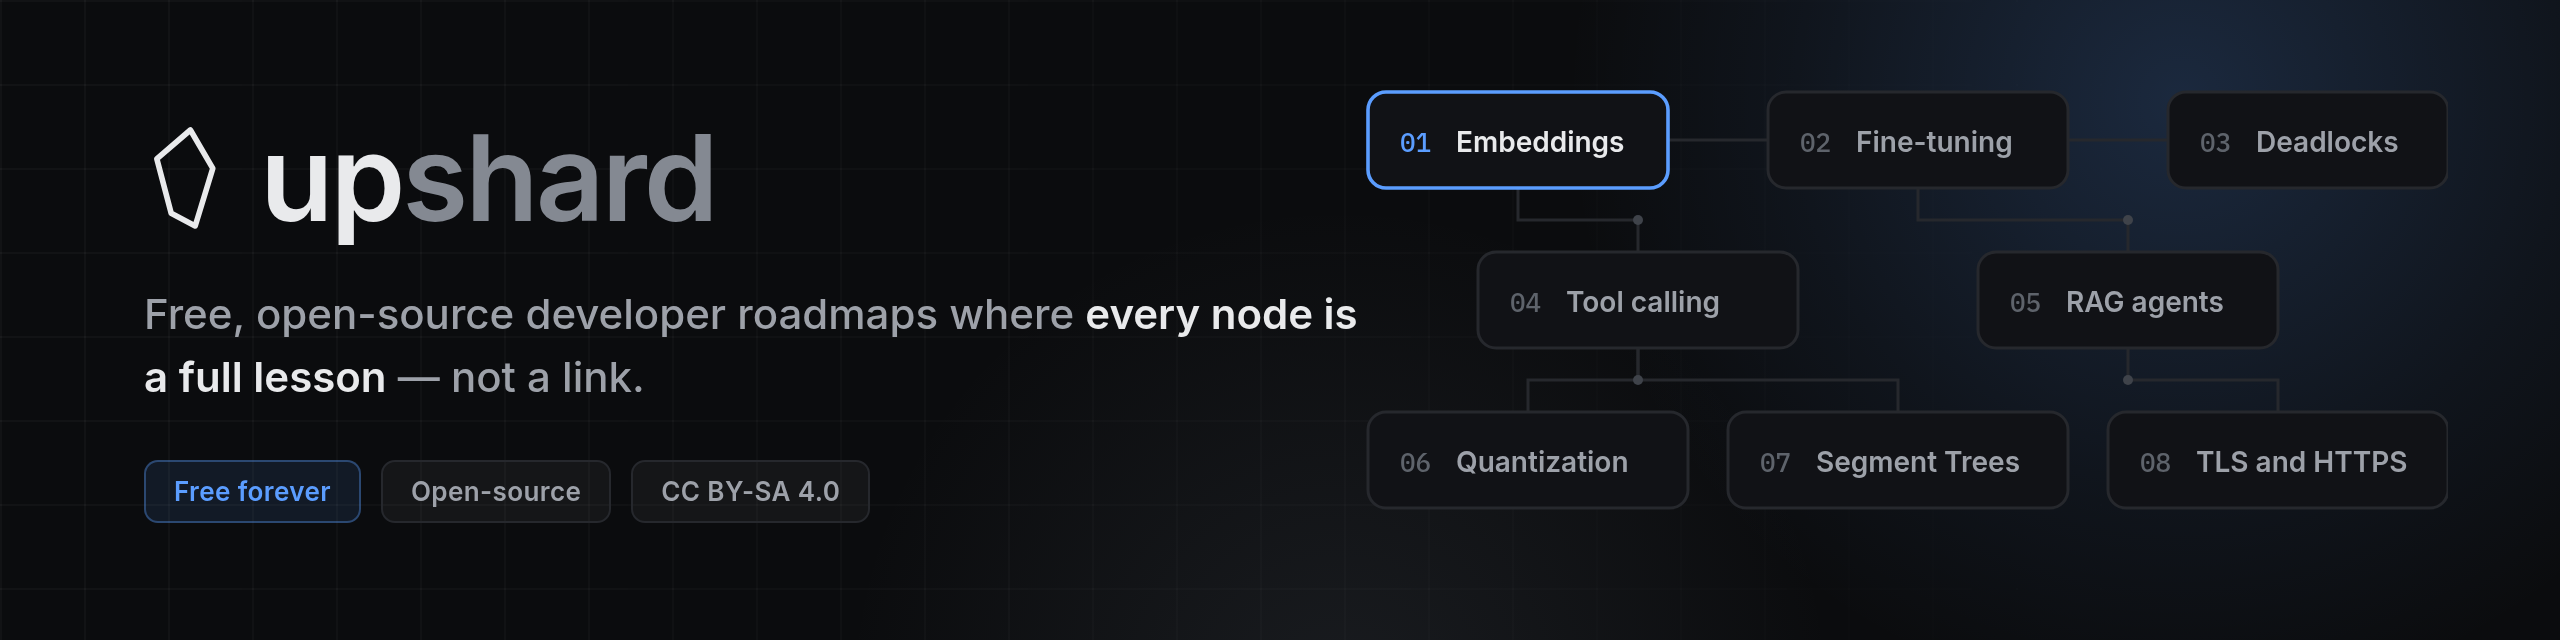 upshard
Free, open-source developer roadmaps where every node is
a full lesson — not a link.
Free forever
Open-source
CC BY-SA 4.0
01 Embeddings
02 Fine-tuning
03 Deadlocks
04 Tool calling
05 RAG agents
06 Quantization
07 Segment Trees
08 TLS and HTTPS